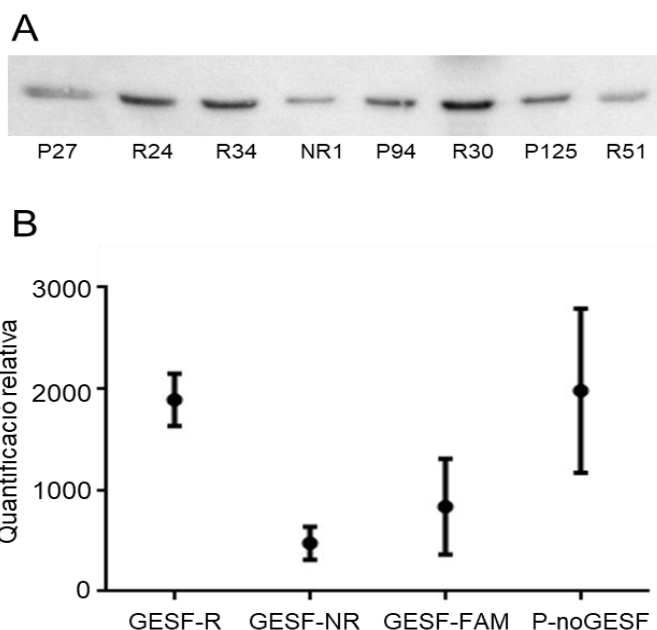 A
P27 R24 R34 NR1 P94 R30 P125 R51
B
Quantificació relativa
3000
2000
1000
0
GESF-R GESF-NR GESF-FAM P-noGESF